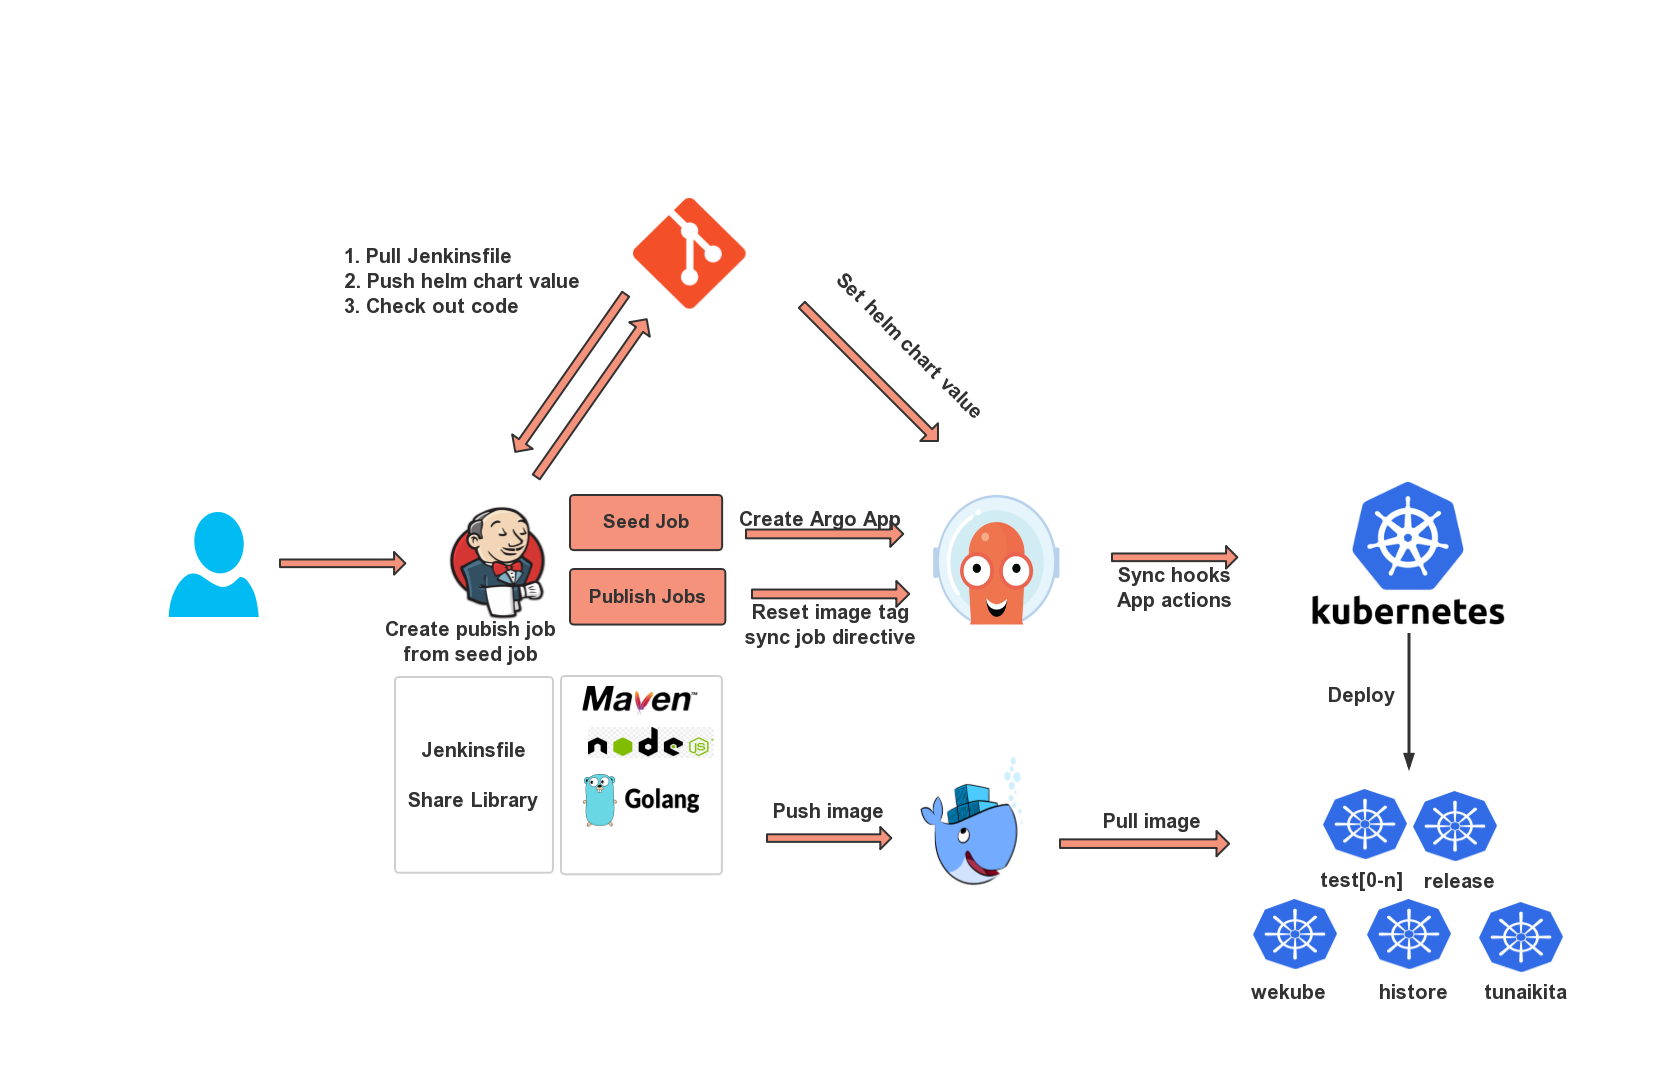 1. Pull Jenkinsfile
2. Push helm chart value
3. Check out code
Set helm chart value
Seed Job
Create Argo App
Publish Jobs
Reset image tag
sync job directive
Sync hooks
App actions
kubernetes
Create pubish job
from seed job
Deploy
Jenkinsfile
Share Library
Maven™
node
JS
Golang
Push image
Pull image
test[0-n]
release
wekube
histore
tunaikita